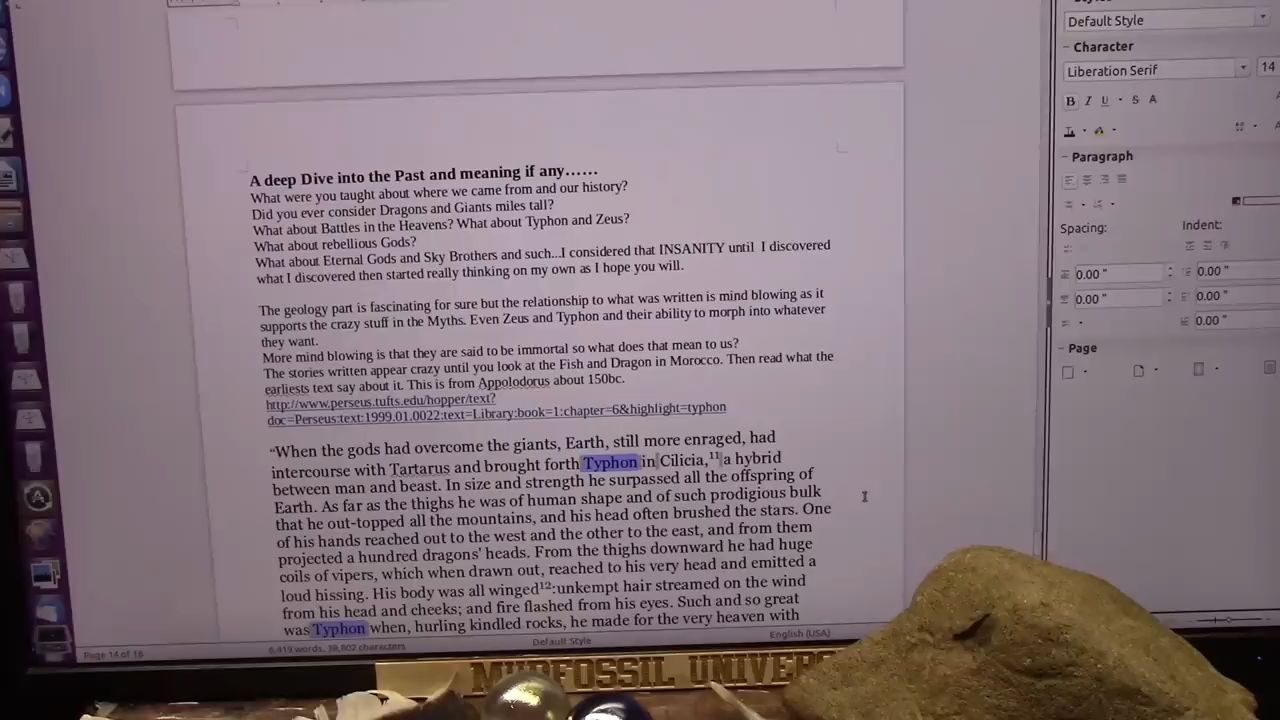 Default Style
Character
Liberation Serif
14
B I U S A
Paragraph
Spacing:
Indent:
0.00 "
0.00 "
0.00 "
0.00 "
0.00 "
Page
A deep Dive into the Past and meaning if any……
What were you taught about where we came from and our history?
Did you ever consider Dragons and Giants miles tall?
What about Battles in the Heavens? What about Typhon and Zeus?
What about rebellious Gods?
What about Eternal Gods and Sky Brothers and such...I considered that INSANITY until I discovered
what I discovered then started really thinking on my own as I hope you will.
The geology part is fascinating for sure but the relationship to what was written is mind blowing as it
supports the crazy stuff in the Myths. Even Zeus and Typhon and their ability to morph into whatever
they want.
More mind blowing is that they are said to be immortal so what does that mean to us?
The stories written appear crazy until you look at the Fish and Dragon in Morocco. Then read what the
earliests text say about it. This is from Appolodorus about 150bc.
http://www.perseus.tufts.edu/hopper/text?
doc=Perseus:text:1999.01.0022:text=Library:book=1:chapter=6&highlight=typhon
“When the gods had overcome the giants, Earth, still more enraged, had
intercourse with Tartarus and brought forth Typhon in Cilicia,11 a hybrid
between man and beast. In size and strength he surpassed all the offspring of
Earth. As far as the thighs he was of human shape and of such prodigious bulk
that he out-topped all the mountains, and his head often brushed the stars. One
of his hands reached out to the west and the other to the east, and from them
projected a hundred dragons' heads. From the thighs downward he had huge
coils of vipers, which when drawn out, reached to his very head and emitted a
loud hissing. His body was all winged12:unkempt hair streamed on the wind
from his head and cheeks; and fire flashed from his eyes. Such and so great
was Typhon when, hurling kindled rocks, he made for the very heaven with
Page 14 of 16
6,419 words, 38,802 characters
Default Style
English (USA)
MUDFOSSIL UNIVER